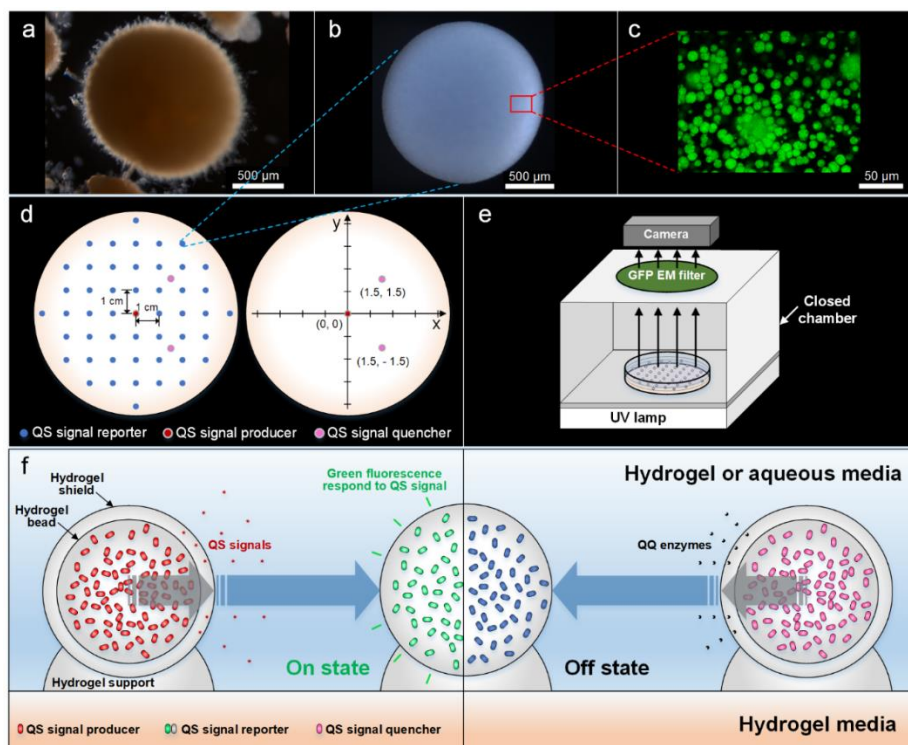 a
500 µm
b
500 µm
c
50 µm
d
1 cm
1 cm
y
(1.5, 1.5)
(0, 0)
x
(1.5, - 1.5)
QS signal reporter
QS signal producer
QS signal quencher
e
Camera
GFP EM filter
Closed
chamber
UV lamp
f
Hydrogel
shield
Hydrogel
bead
QS signals
Green fluorescence
respond to QS signal
Hydrogel or aqueous media
QQ enzymes
On state
Off state
Hydrogel support
QS signal producer
QS signal reporter
QS signal quencher
Hydrogel media